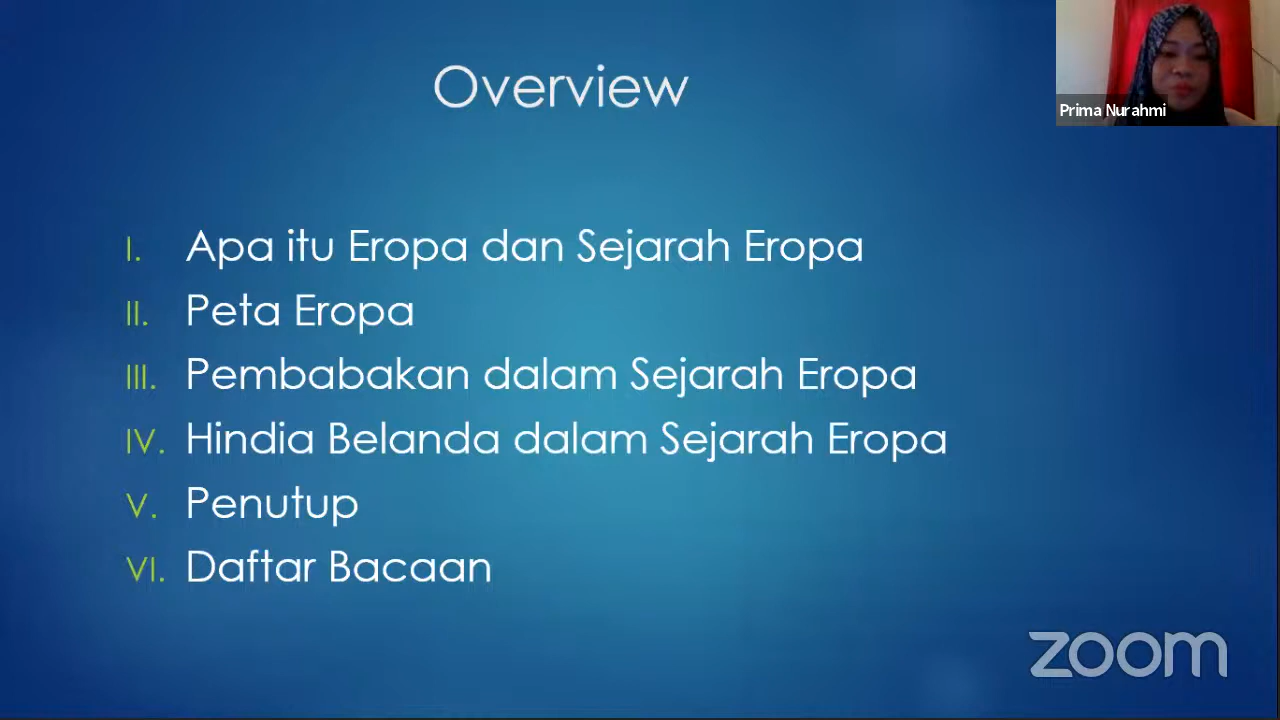 Overview
Prima Nurahmi
I. Apa itu Eropa dan Sejarah Eropa
II. Peta Eropa
III. Pembabakan dalam Sejarah Eropa
IV. Hindia Belanda dalam Sejarah Eropa
V. Penutup
VI. Daftar Bacaan
zoom